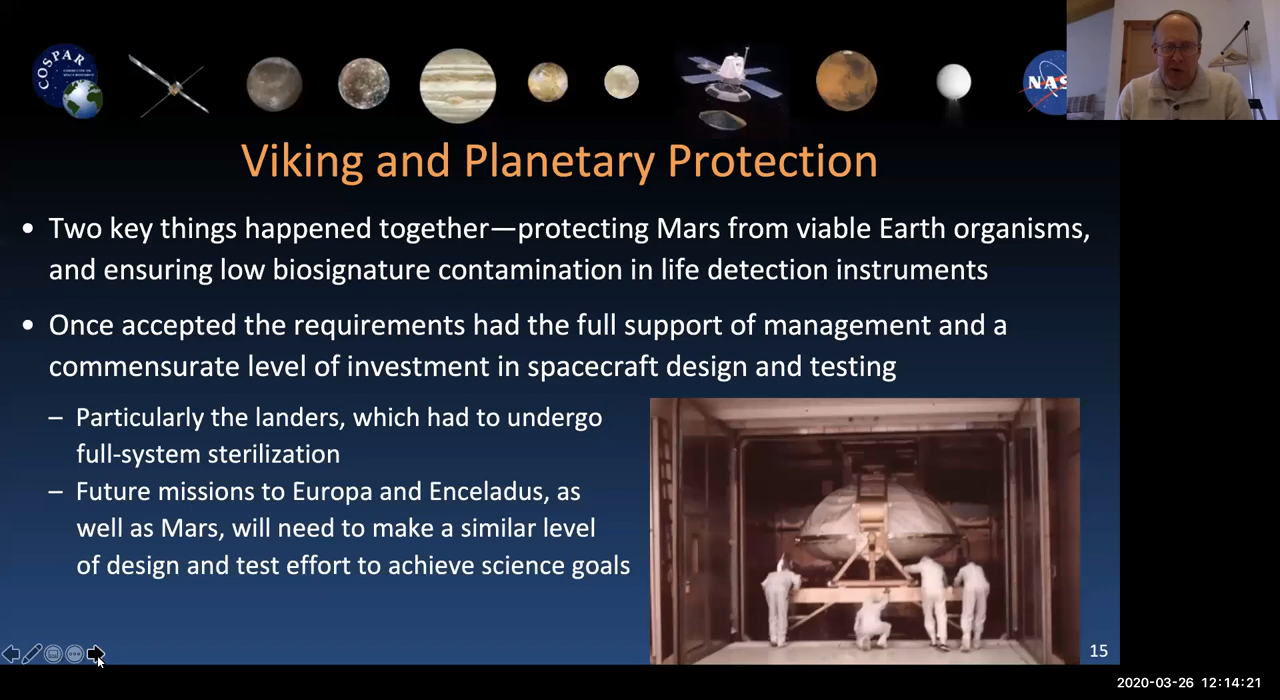 COSPAR
NAS
Viking and Planetary Protection
• Two key things happened together—protecting Mars from viable Earth organisms,
and ensuring low biosignature contamination in life detection instruments
• Once accepted the requirements had the full support of management and a
commensurate level of investment in spacecraft design and testing
– Particularly the landers, which had to undergo
full-system sterilization
– Future missions to Europa and Enceladus, as
well as Mars, will need to make a similar level
of design and test effort to achieve science goals
15
2020-03-26 12:14:21